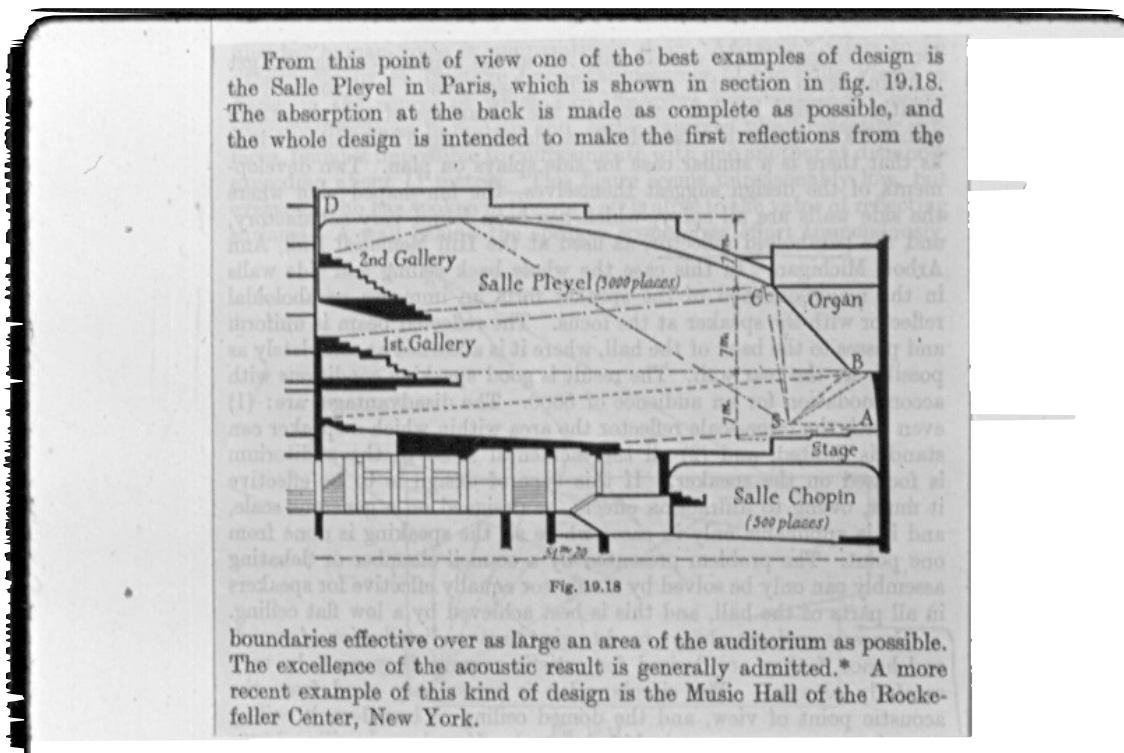 From this point of view one of the best examples of design is
the Salle Pleyel in Paris, which is shown in section in fig. 19.18.
The absorption at the back is made as complete as possible, and
the whole design is intended to make the first reflections from the
D
2nd Gallery
Salle Pleyel (3000 places)
7m.
C
Organ
1st. Gallery
7m.
B
S
A
Stage
Salle Chopin
(500 places)
Fig. 19.18
boundaries effective over as large an area of the auditorium as possible.
The excellence of the acoustic result is generally admitted.* A more
recent example of this kind of design is the Music Hall of the Rocke-
feller Center, New York.